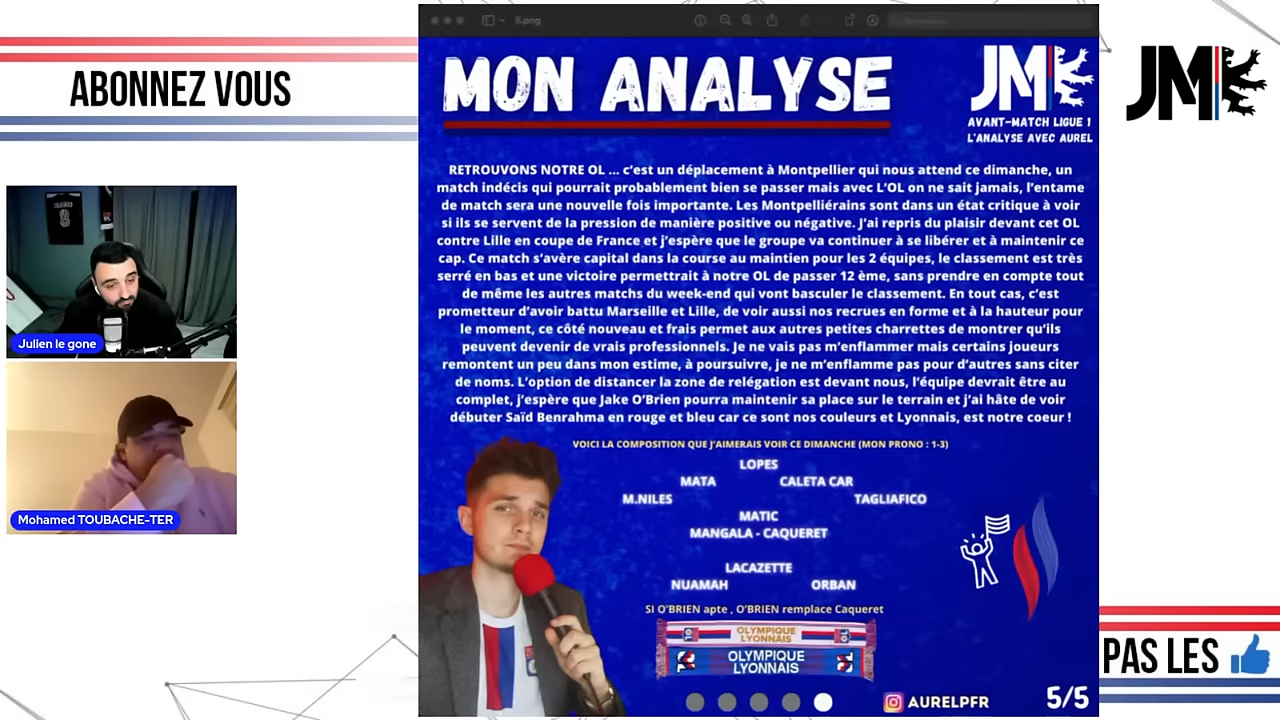 5.png
ABONNEZ VOUS
MON ANALYSE
JM
AVANT-MATCH LIGUE 1
L'ANALYSE AVEC AUREL
JM
RETROUVONS NOTRE OL ... c’est un déplacement à Montpellier qui nous attend ce dimanche, un
match indécis qui pourrait probablement bien se passer mais avec L’OL on ne sait jamais, l’entame
de match sera une nouvelle fois importante. Les Montpelliérains sont dans un état critique à voir
si ils se servent de la pression de manière positive ou négative. J’ai repris du plaisir devant cet OL
contre Lille en coupe de France et j’espère que le groupe va continuer à se libérer et à maintenir ce
cap. Ce match s’avère capital dans la course au maintien pour les 2 équipes, le classement est très
serré en bas et une victoire permettrait à notre OL de passer 12 ème, sans prendre en compte tout
de même les autres matchs du week-end qui vont basculer le classement. En tout cas, c’est
prometteur d’avoir battu Marseille et Lille, de voir aussi nos recrues en forme et à la hauteur pour
le moment, ce côté nouveau et frais permet aux autres petites charrettes de montrer qu’ils
peuvent devenir de vrais professionnels. Je ne vais pas m’enflammer mais certains joueurs
remontent un peu dans mon estime, à poursuivre, je ne m’enflamme pas pour d’autres sans citer
de noms. L’option de distancer la zone de relégation est devant nous, l’équipe devrait être au
complet, j’espère que Jake O’Brien pourra maintenir sa place sur le terrain et j’ai hâte de voir
débuter Saïd Benrahma en rouge et bleu car ce sont nos couleurs et Lyonnais, est notre coeur !
Julien le gone
Mohamed TOUBACHE-TER
VOICI LA COMPOSITION QUE J’AIMERAIS VOIR CE DIMANCHE (MON PRONO : 1-3)
LOPES
MATA CALETA CAR
M.NILES TAGLIAFICO
MATIC
MANGALA - CAQUERET
LACAZETTE
NUAMAH ORBAN
SI O'BRIEN apte , O’BRIEN remplace Caqueret
OLYMPIQUE
LYONNAIS
OLYMPIQUE
LYONNAIS
AURELPFR
5/5
PAS LES